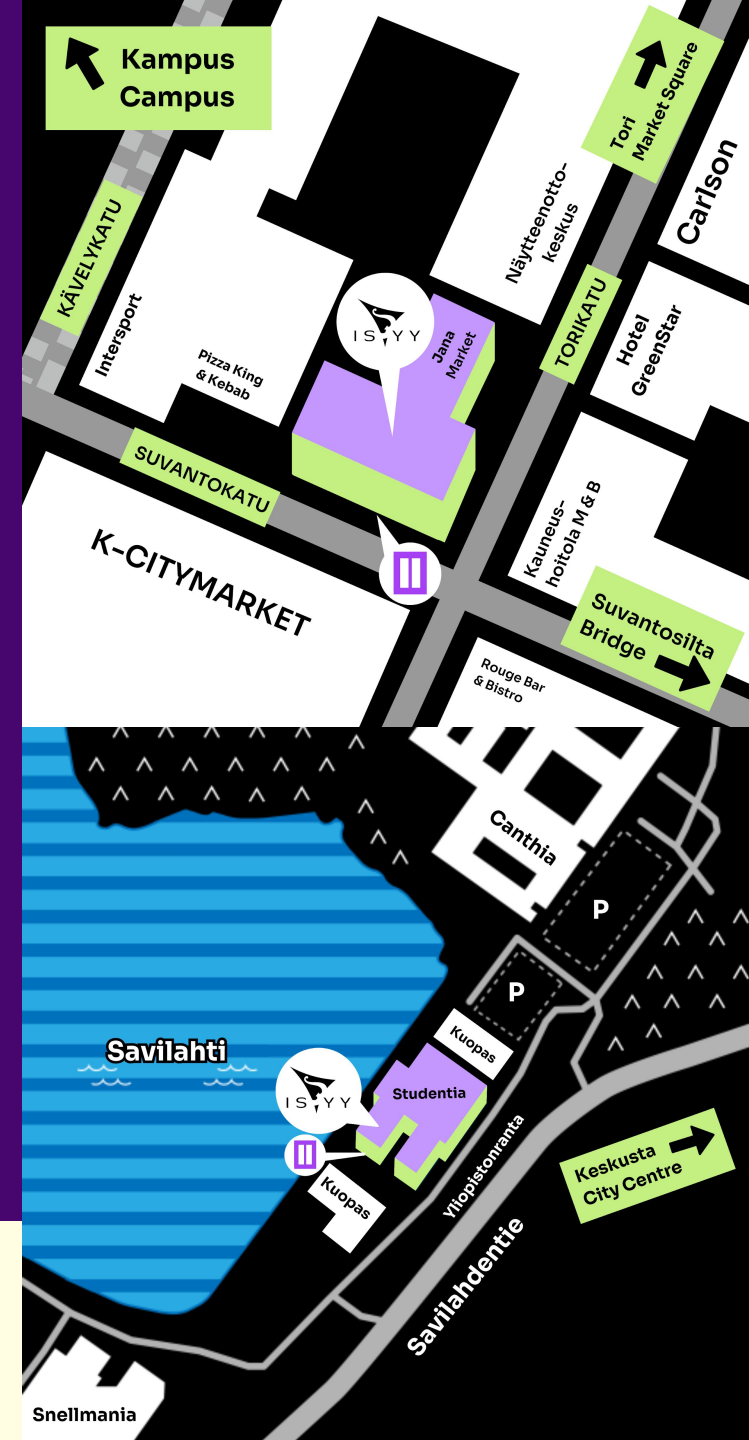 Kampus
Campus
Tori
Market Square
Carlson
KÄVELYKATU
Näytteenotto-
keskus
Intersport
Pizza King
& Kebab
ISYY
Jana
Market
TORIKATU
Hotel
GreenStar
SUVANTOKATU
K-CITYMARKET
Kauneus-
hoitola M & B
Suvantosilta
Bridge
Rouge Bar
& Bistro
Canthia
P
P
Savilahti
Kuopas
ISYY
Studentia
Kuopas
Yliopistonranta
Keskusta
City Centre
Savilahdentie
Snellmania